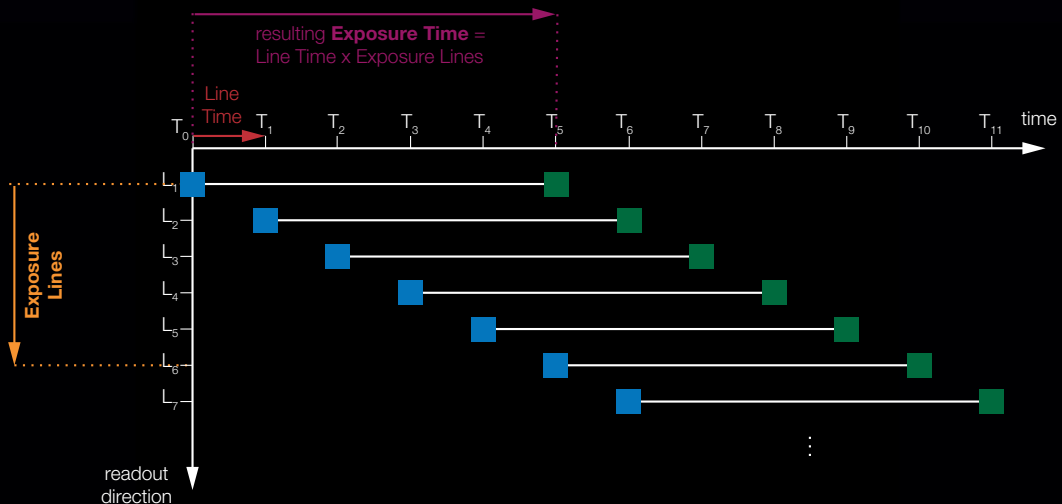 resulting Exposure Time =
Line Time x Exposure Lines
Line
Time
T₀ T₁ T₂ T₃ T₄ T₅ T₆ T₇ T₈ T₉ T₁₀ T₁₁ time
L₁
L₂
L₃
L₄
L₅
L₆
L₇
Exposure
Lines
⋮
readout
direction